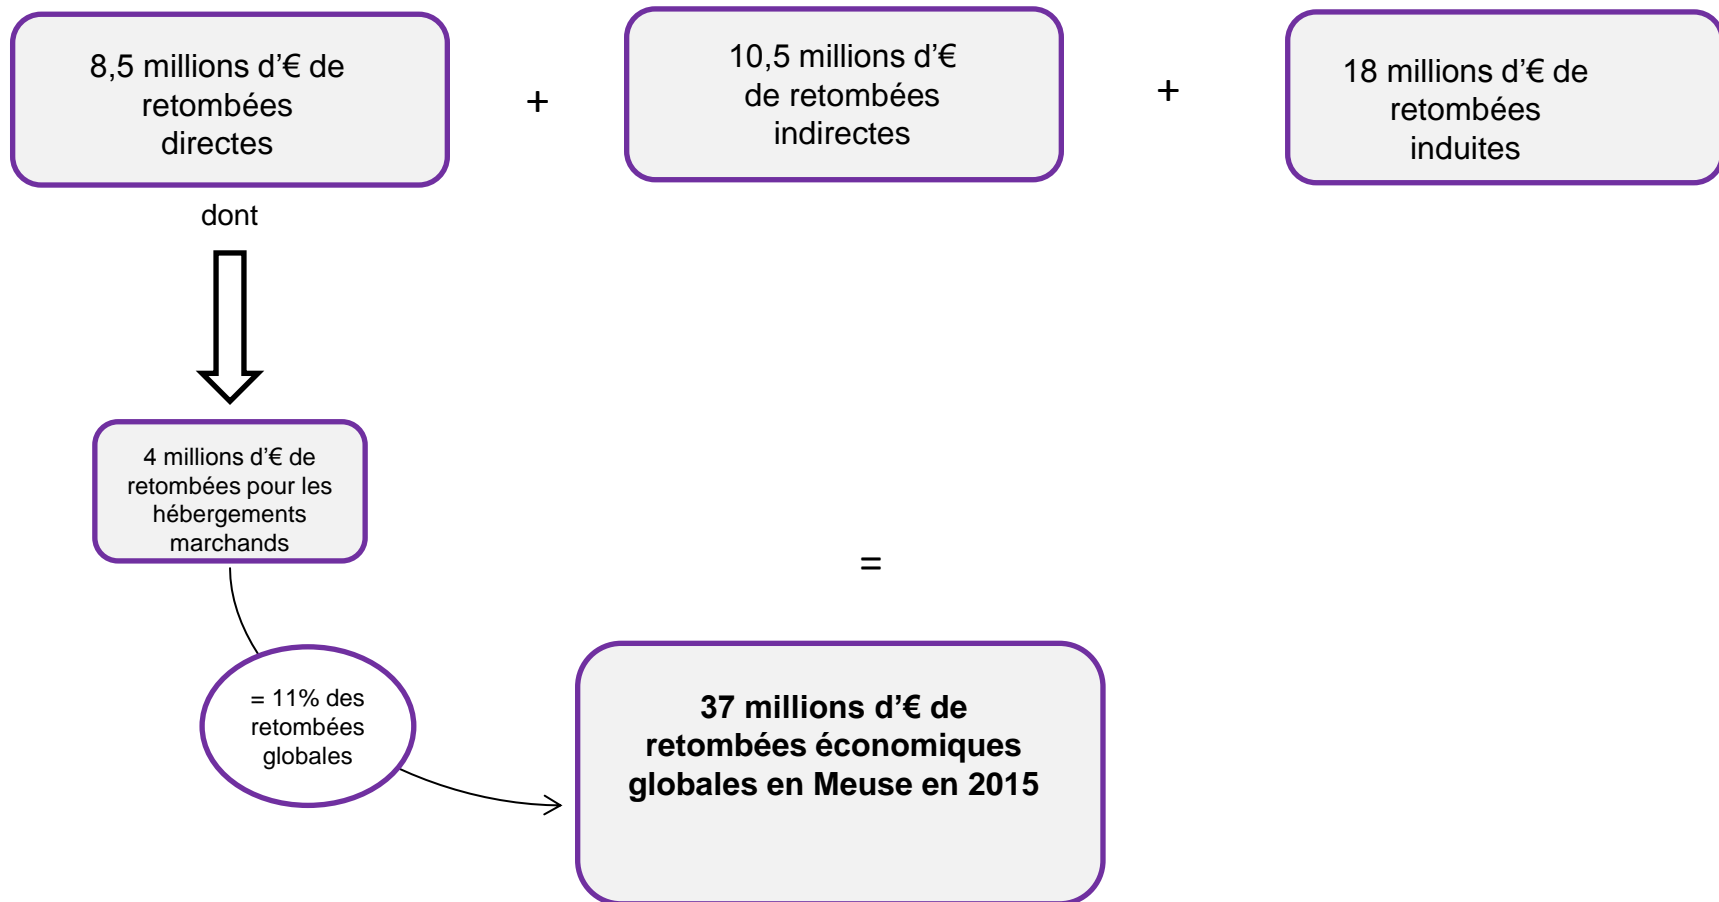 8,5 millions d’€ de
retombées
directes
+
10,5 millions d’€
de retombées
indirectes
+
18 millions d’€ de
retombées
induites
dont
4 millions d’€ de
retombées pour les
hébergements
marchands
=
= 11% des
retombées
globales
37 millions d’€ de
retombées économiques
globales en Meuse en 2015